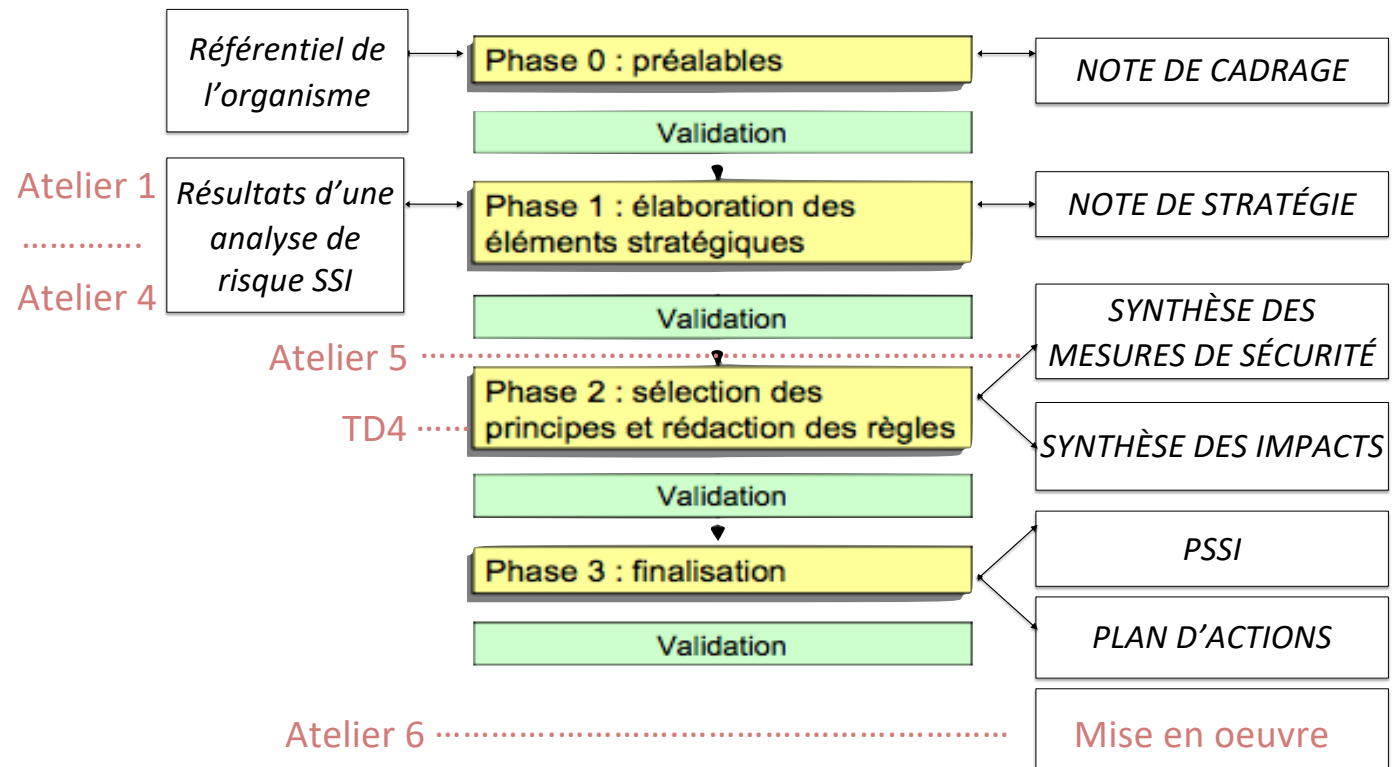 Référentiel de
l’organisme
Phase 0 : préalables
NOTE DE CADRAGE
Validation
Atelier 1
………….
Atelier 4
Résultats d’une
analyse de
risque SSI
Phase 1 : élaboration des
éléments stratégiques
NOTE DE STRATÉGIE
Validation
SYNTHÈSE DES
MESURES DE SÉCURITÉ
Atelier 5 ……………………………………………………
Phase 2 : sélection des
principes et rédaction des règles
TD4 ……
SYNTHÈSE DES IMPACTS
Validation
Phase 3 : finalisation
PSSI
PLAN D’ACTIONS
Validation
Atelier 6 ……………………………………………………
Mise en oeuvre